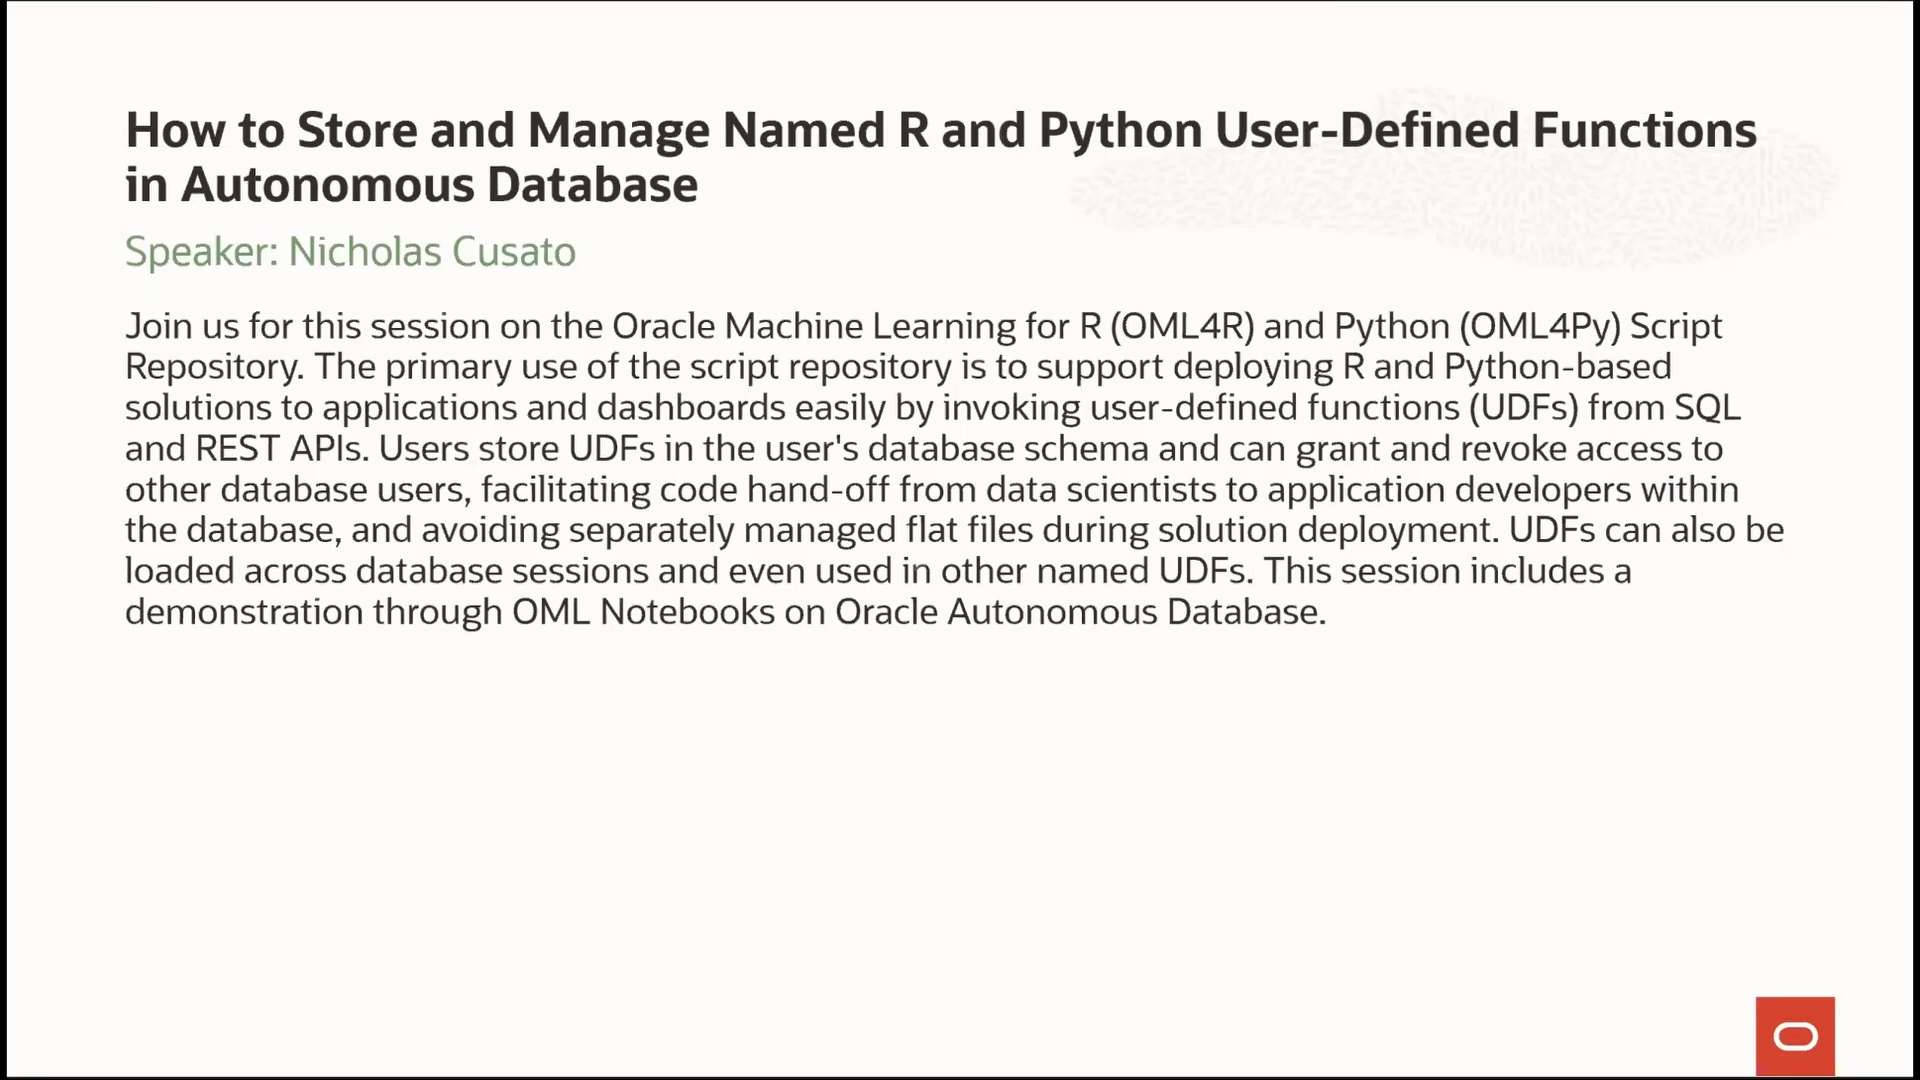 How to Store and Manage Named R and Python User-Defined Functions
in Autonomous Database
Speaker: Nicholas Cusato
Join us for this session on the Oracle Machine Learning for R (OML4R) and Python (OML4Py) Script
Repository. The primary use of the script repository is to support deploying R and Python-based
solutions to applications and dashboards easily by invoking user-defined functions (UDFs) from SQL
and REST APIs. Users store UDFs in the user's database schema and can grant and revoke access to
other database users, facilitating code hand-off from data scientists to application developers within
the database, and avoiding separately managed flat files during solution deployment. UDFs can also be
loaded across database sessions and even used in other named UDFs. This session includes a
demonstration through OML Notebooks on Oracle Autonomous Database.